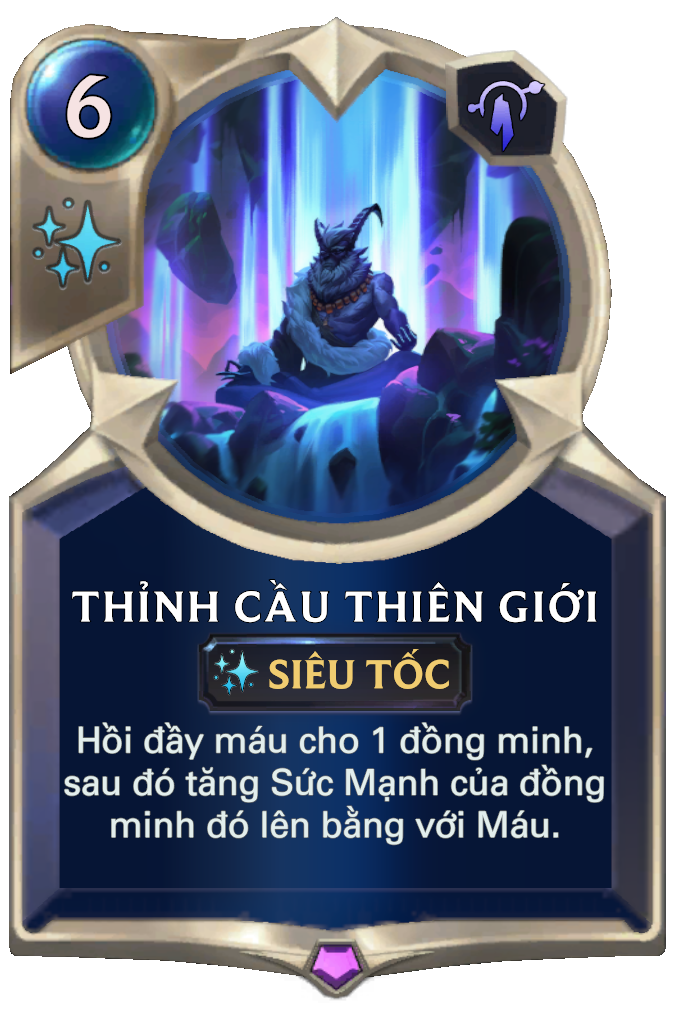 6
THỈNH CẦU THIÊN GIỚI
SIÊU TỐC
Hồi đầy máu cho 1 đồng minh,
sau đó tăng Sức Mạnh của đồng
minh đó lên bằng với Máu.